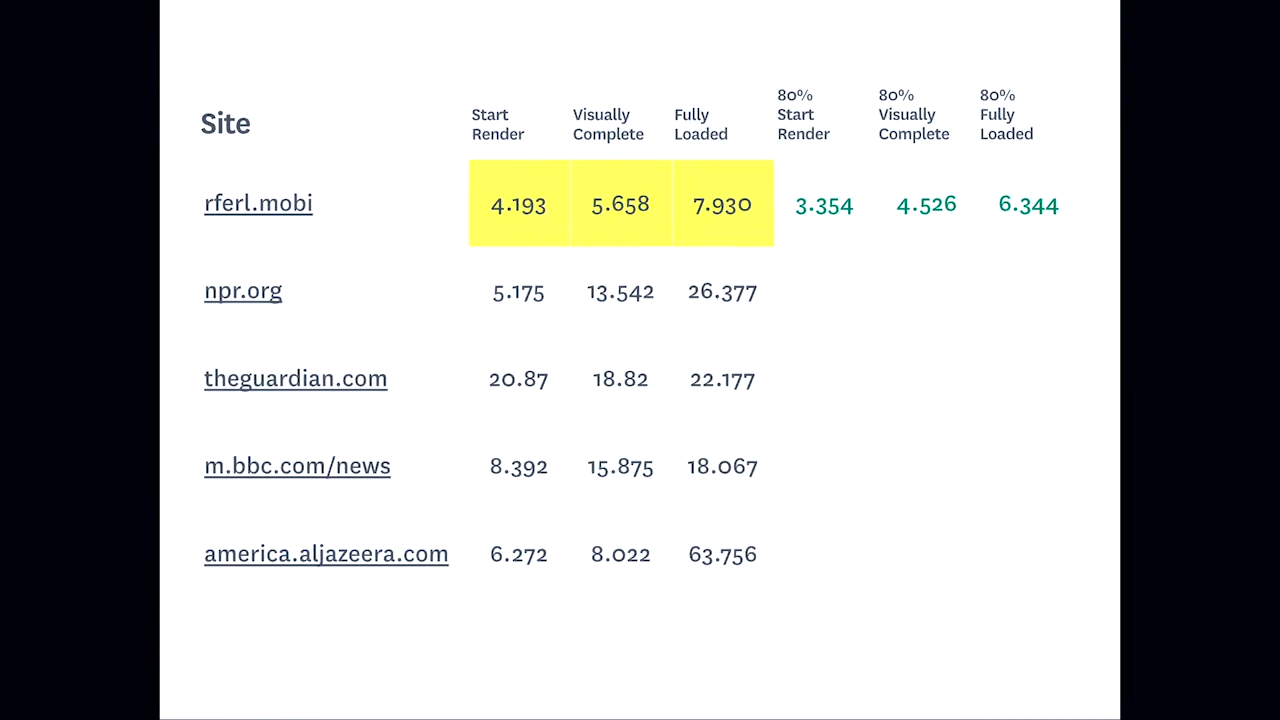 Site Start Render Visually Complete Fully Loaded 80% Start Render 80% Visually Complete 80% Fully Loaded
rferl.mobi 4.193 5.658 7.930 3.354 4.526 6.344
npr.org 5.175 13.542 26.377
theguardian.com 20.87 18.82 22.177
m.bbc.com/news 8.392 15.875 18.067
america.aljazeera.com 6.272 8.022 63.756